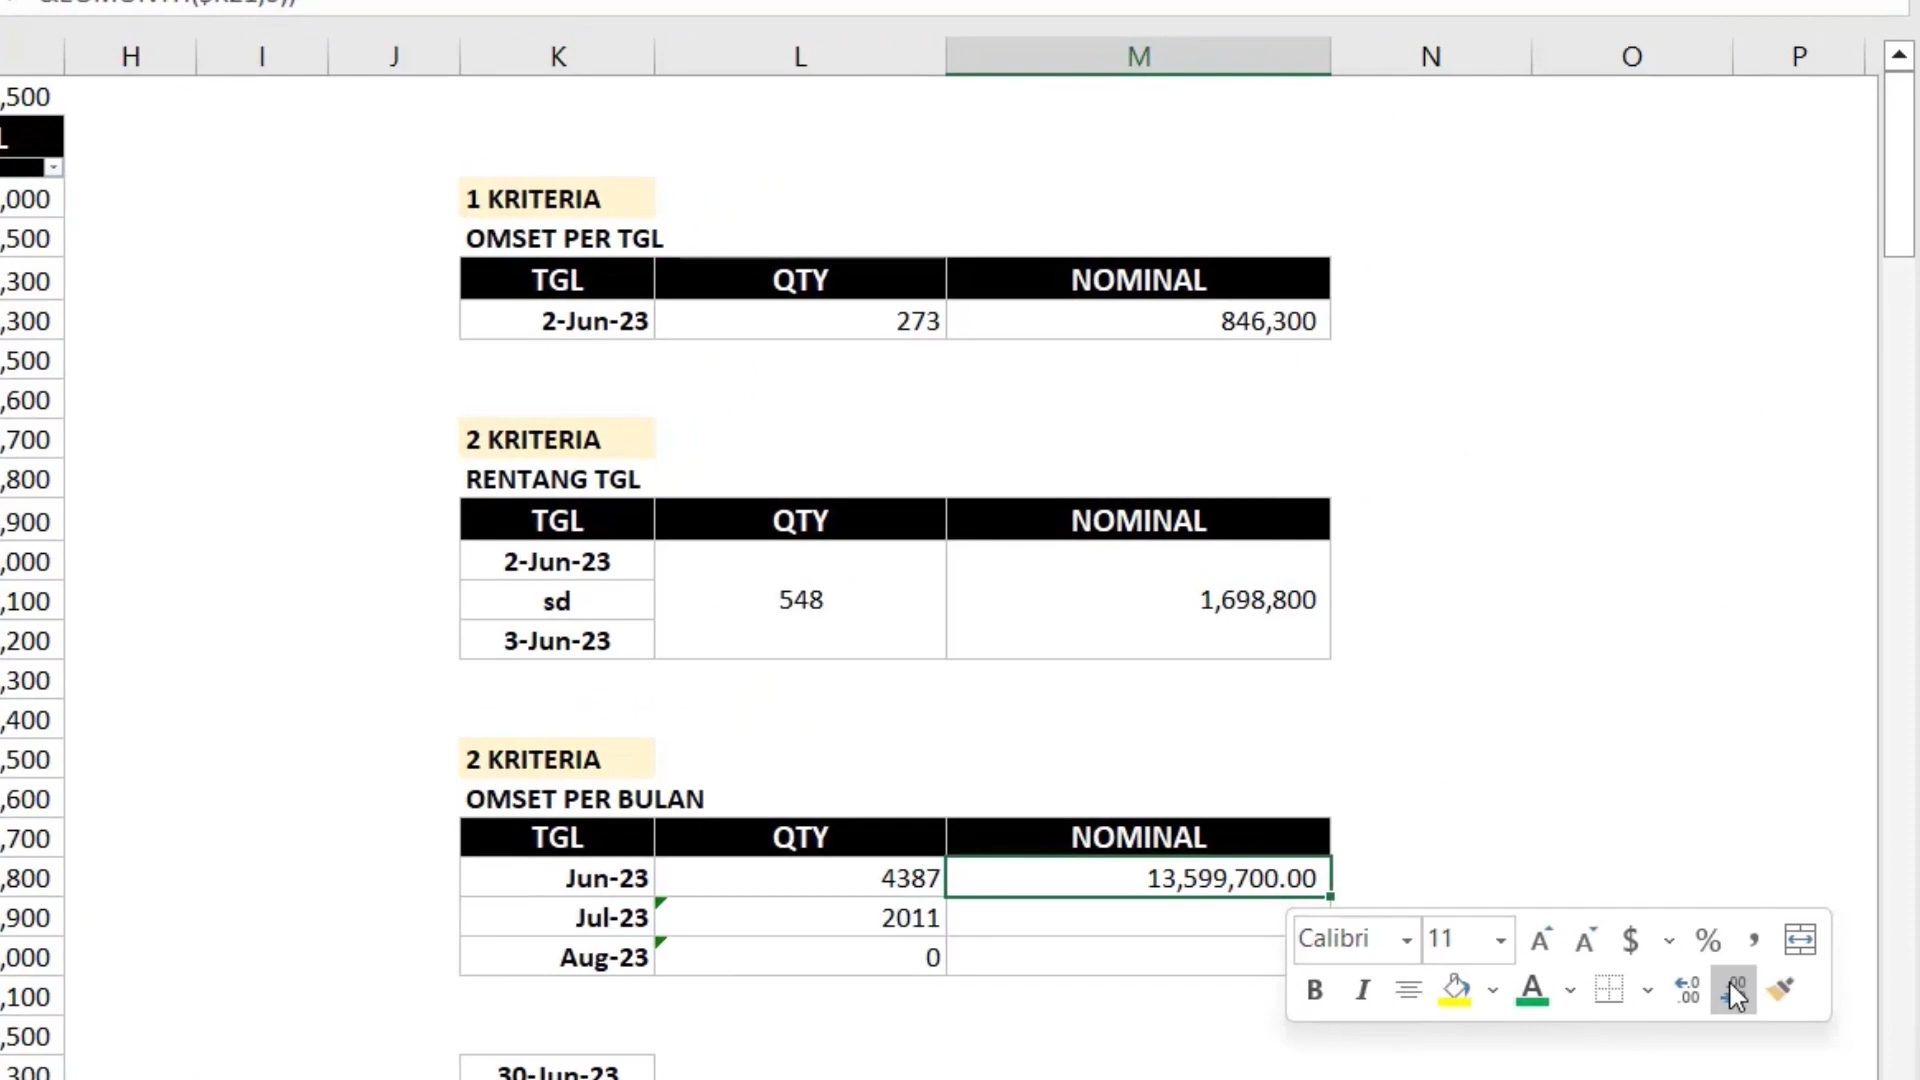 H I J K L M N O P
,500
L
,000
1 KRITERIA
,500
OMSET PER TGL
,300
TGL QTY NOMINAL
,300
2-Jun-23 273 846,300
,500
,600
,700
2 KRITERIA
,800
RENTANG TGL
,900
TGL QTY NOMINAL
,000
2-Jun-23
,100
sd 548 1,698,800
,200
3-Jun-23
,300
,400
,500
2 KRITERIA
,600
OMSET PER BULAN
,700
TGL QTY NOMINAL
,800
Jun-23 4387 13,599,700.00
,900
Jul-23 2011
,000
Aug-23 0
Calibri 11 A A $ % ,
B I A
,100
,500
,300
30-Jun-23